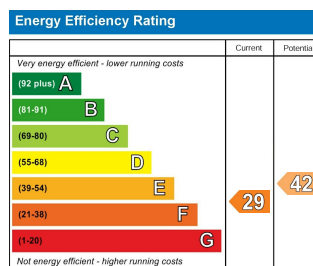 Energy Efficiency Rating
Current Potentia
Very energy efficient - lower running costs
(92 plus) A
(81-91) B
(69-80) C
(55-68) D
(39-54) E
(21-38) F
(1-20) G
29
42
Not energy efficient - higher running costs